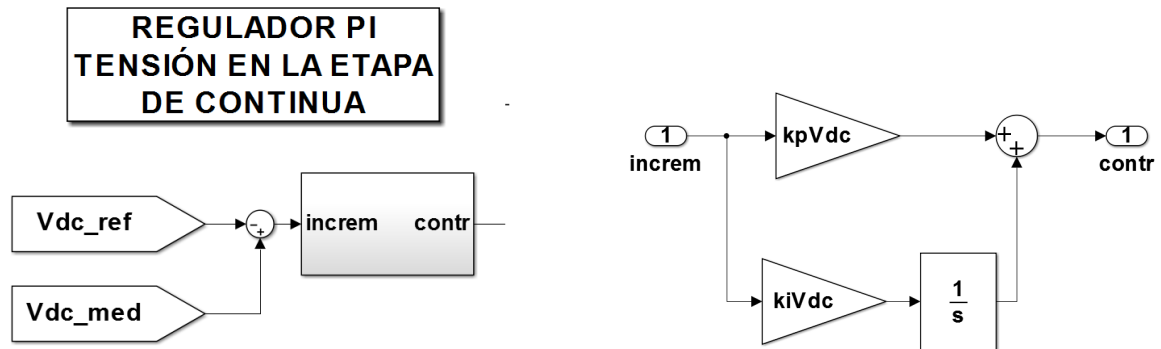 REGULADOR PI
TENSIÓN EN LA ETAPA
DE CONTINUA
Vdc_ref
Vdc_med
-
+
increm contr
1
increm
kpVdc
kiVdc
1
s
+
+
1
contr